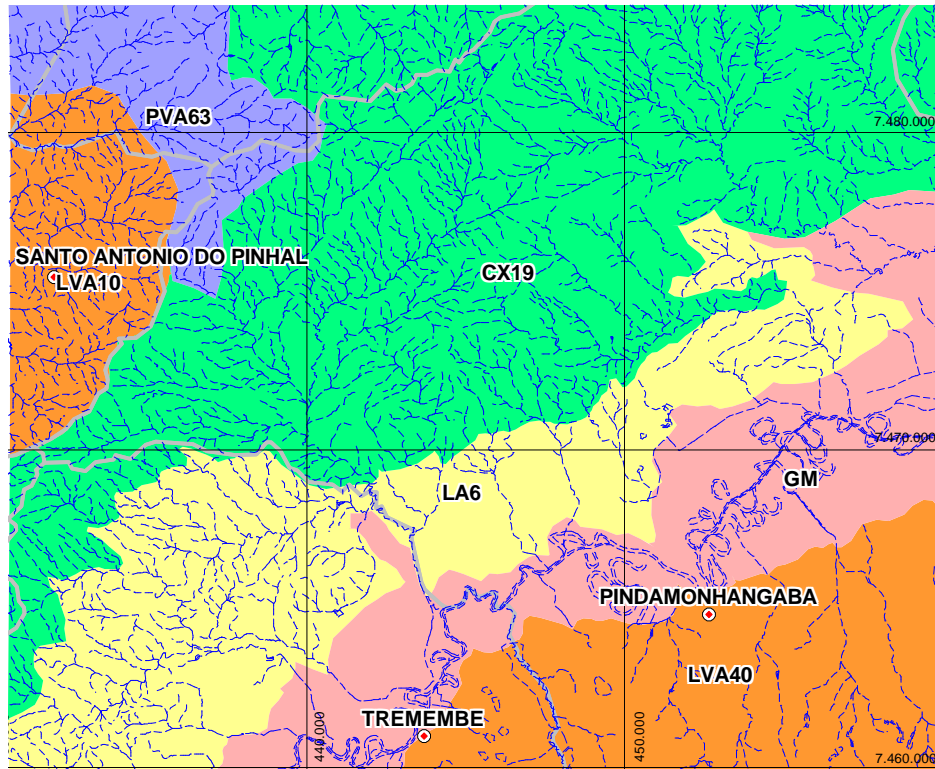 PVA63
7.480.000
SANTO ANTONIO DO PINHAL
LVA10
CX19
7.470.000
LA6
GM
PINDAMONHANGABA
LVA40
TREMEMBE
440.000
450.000
7.460.000